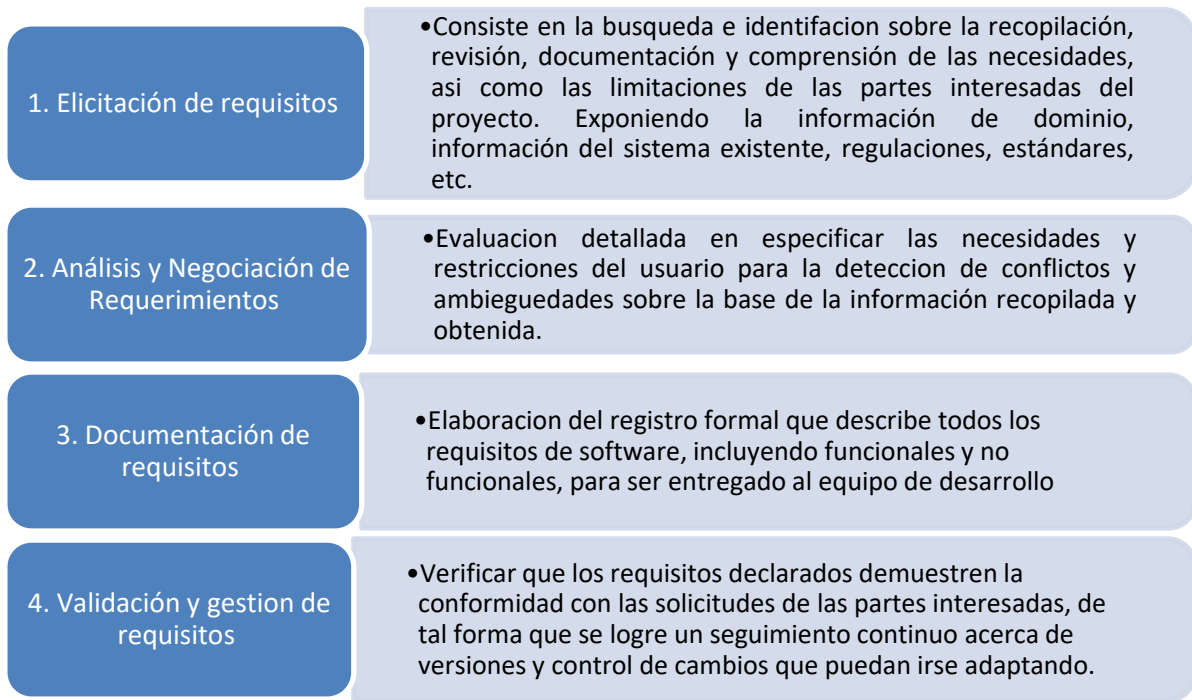 1. Elicitación de requisitos
•Consiste en la busqueda e identifacion sobre la recopilación,
revisión, documentación y comprensión de las necesidades,
asi como las limitaciones de las partes interesadas del
proyecto. Exponiendo la información de dominio,
información del sistema existente, regulaciones, estándares,
etc.
2. Análisis y Negociación de
Requerimientos
•Evaluacion detallada en especificar las necesidades y
restricciones del usuario para la deteccion de conflictos y
ambieguedades sobre la base de la información recopilada y
obtenida.
3. Documentación de
requisitos
•Elaboracion del registro formal que describe todos los
requisitos de software, incluyendo funcionales y no
funcionales, para ser entregado al equipo de desarrollo
4. Validación y gestion de
requisitos
•Verificar que los requisitos declarados demuestren la
conformidad con las solicitudes de las partes interesadas, de
tal forma que se logre un seguimiento continuo acerca de
versiones y control de cambios que puedan irse adaptando.